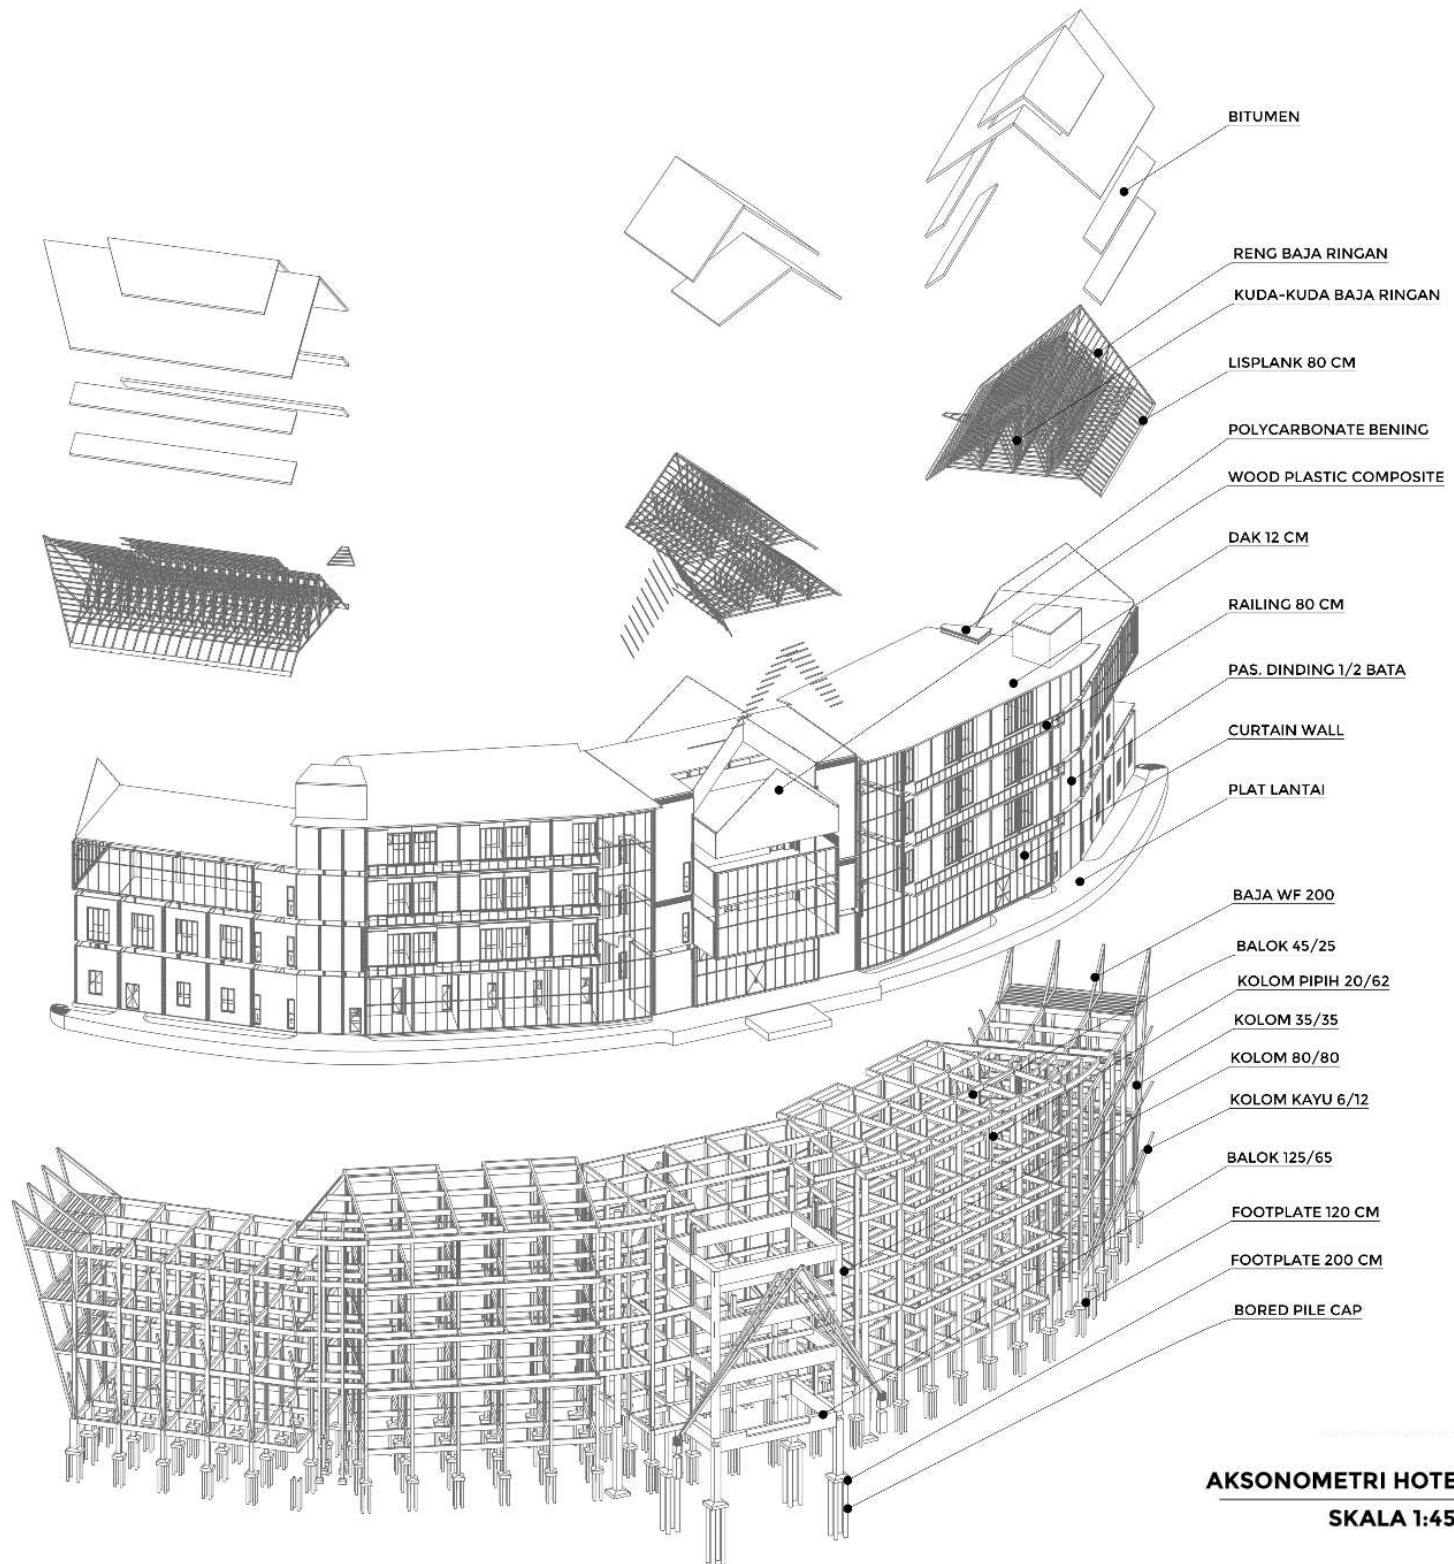 BITUMEN
RENG BAJA RINGAN
KUDA-KUDA BAJA RINGAN
LISPLANK 80 CM
POLYCARBONATE BENING
WOOD PLASTIC COMPOSITE
DAK 12 CM
RAILING 80 CM
PAS. DINDING 1/2 BATA
CURTAIN WALL
PLAT LANTAI
BAJA WF 200
BALOK 45/25
KOLOM PIPIH 20/62
KOLOM 35/35
KOLOM 80/80
KOLOM KAYU 6/12
BALOK 125/65
FOOTPLATE 120 CM
FOOTPLATE 200 CM
BORED PILE CAP
AKSONOMETRI HOTE
SKALA 1:45